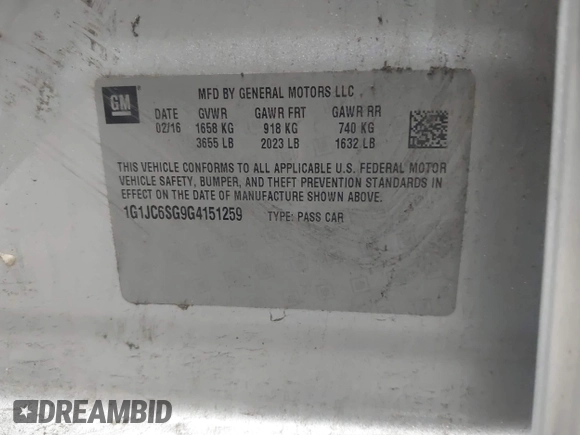 GM
MFD BY GENERAL MOTORS LLC
DATE GVWR GAWR FRT GAWR RR
02/16 1658 KG 918 KG 740 KG
3655 LB 2023 LB 1632 LB
THIS VEHICLE CONFORMS TO ALL APPLICABLE U.S. FEDERAL MOTOR
VEHICLE SAFETY, BUMPER, AND THEFT PREVENTION STANDARDS IN
EFFECT ON THE DATE OF MANUFACTURE SHOWN ABOVE.
1G1JC6SG9G4151259 TYPE: PASS CAR
DREAMBID